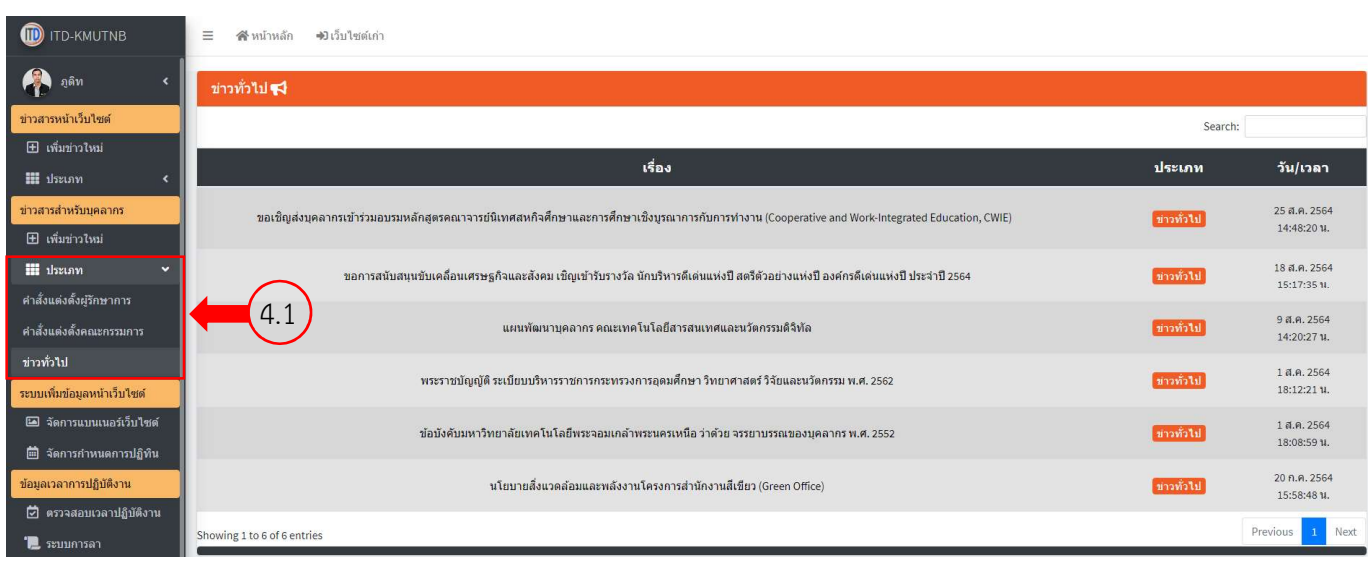 ITD-KMUTNB
หน้าหลัก
เว็บไซต์เก่า
ภูดิท
ข่าวสารหน้าเว็บไซต์
เพิ่มข่าวใหม่
ประเภท
ข่าวสารสำหรับบุคลากร
เพิ่มข่าวใหม่
ประเภท
คำสั่งแต่งตั้งผู้รักษาการ
คำสั่งแต่งตั้งคณะกรรมการ
ข่าวทั่วไป
ระบบเพิ่มข้อมูลหน้าเว็บไซต์
จัดการแบนเนอร์เว็บไซต์
จัดการกำหนดการปฏิทิน
ข้อมูลเวลาการปฏิบัติงาน
ตรวจสอบเวลาปฏิบัติงาน
ระบบการลา
4.1
ข่าวทั่วไป
Search:
เรื่อง ประเภท วัน/เวลา
ขอเชิญส่งบุคลากรเข้าร่วมอบรมหลักสูตรคณาจารย์นิเทศสหกิจศึกษาและการศึกษาเชิงบูรณาการกับการทำงาน (Cooperative and Work-Integrated Education, CWIE) ข่าวทั่วไป 25 ส.ค. 2564
14:48:20 น.
ขอการสนับสนุนขับเคลื่อนเศรษฐกิจและสังคม เชิญเข้ารับรางวัล นักบริหารดีเด่นแห่งปี สตรีตัวอย่างแห่งปี องค์กรดีเด่นแห่งปี ประจำปี 2564 ข่าวทั่วไป 18 ส.ค. 2564
15:17:35 น.
แผนพัฒนาบุคลากร คณะเทคโนโลยีสารสนเทศและนวัตกรรมดิจิทัล ข่าวทั่วไป 9 ส.ค. 2564
14:20:27 น.
พระราชบัญญัติ ระเบียบบริหารราชการกระทรวงการอุดมศึกษา วิทยาศาสตร์ วิจัยและนวัตกรรม พ.ศ. 2562 ข่าวทั่วไป 1 ส.ค. 2564
18:12:21 น.
ข้อบังคับมหาวิทยาลัยเทคโนโลยีพระจอมเกล้าพระนครเหนือ ว่าด้วย จรรยาบรรณของบุคลากร พ.ศ. 2552 ข่าวทั่วไป 1 ส.ค. 2564
18:08:59 น.
นโยบายสิ่งแวดล้อมและพลังงานโครงการสำนักงานสีเขียว (Green Office) ข่าวทั่วไป 20 ก.ค. 2564
15:58:48 น.
Showing 1 to 6 of 6 entries
Previous 1 Next